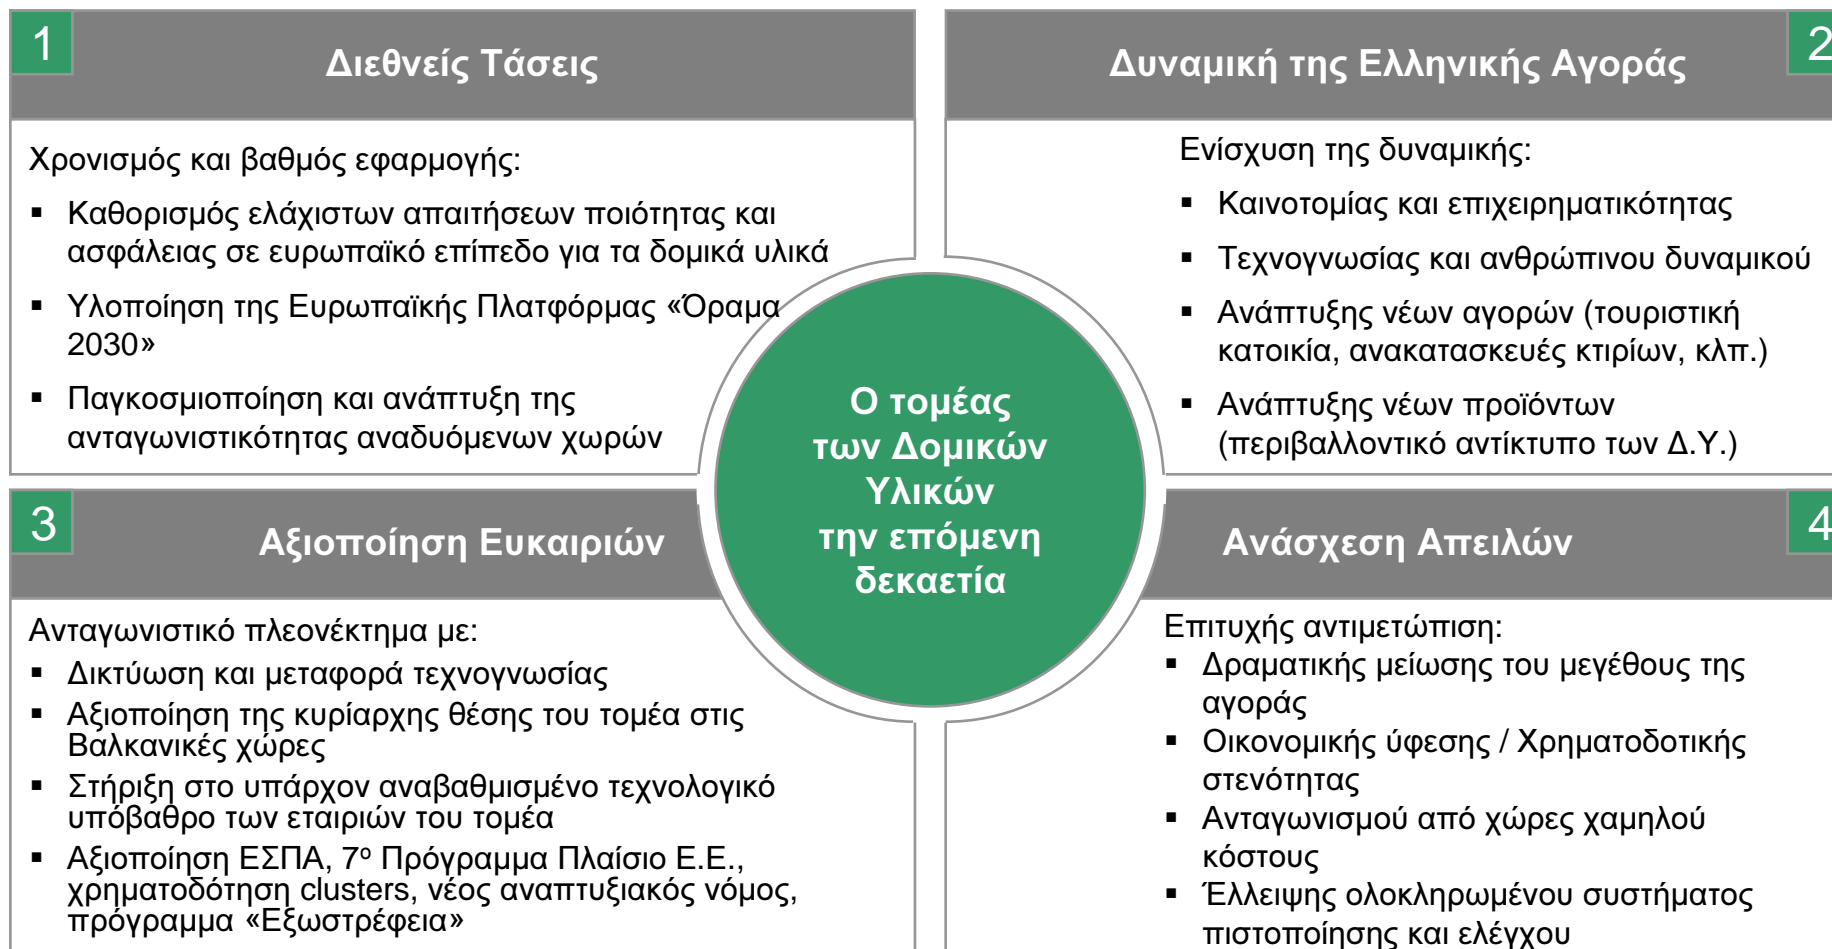 1
Διεθνείς Τάσεις
Χρονισμός και βαθμός εφαρμογής:
▪ Καθορισμός ελάχιστων απαιτήσεων ποιότητας και
ασφάλειας σε ευρωπαϊκό επίπεδο για τα δομικά υλικά
▪ Υλοποίηση της Ευρωπαϊκής Πλατφόρμας «Όραμα
2030»
▪ Παγκοσμιοποίηση και ανάπτυξη της
ανταγωνιστικότητας αναδυόμενων χωρών
2
Δυναμική της Ελληνικής Αγοράς
Ενίσχυση της δυναμικής:
▪ Καινοτομίας και επιχειρηματικότητας
▪ Τεχνογνωσίας και ανθρώπινου δυναμικού
▪ Ανάπτυξης νέων αγορών (τουριστική
κατοικία, ανακατασκευές κτιρίων, κλπ.)
▪ Ανάπτυξης νέων προϊόντων
(περιβαλλοντικό αντίκτυπο των Δ.Υ.)
Ο τομέας
των Δομικών
Υλικών
την επόμενη
δεκαετία
3
Αξιοποίηση Ευκαιριών
Ανταγωνιστικό πλεονέκτημα με:
▪ Δικτύωση και μεταφορά τεχνογνωσίας
▪ Αξιοποίηση της κυρίαρχης θέσης του τομέα στις
Βαλκανικές χώρες
▪ Στήριξη στο υπάρχον αναβαθμισμένο τεχνολογικό
υπόβαθρο των εταιριών του τομέα
▪ Αξιοποίηση ΕΣΠΑ, 7ο Πρόγραμμα Πλαίσιο Ε.Ε.,
χρηματοδότηση clusters, νέος αναπτυξιακός νόμος,
πρόγραμμα «Εξωστρέφεια»
4
Ανάσχεση Απειλών
Επιτυχής αντιμετώπιση:
▪ Δραματικής μείωσης του μεγέθους της
αγοράς
▪ Οικονομικής ύφεσης / Χρηματοδοτικής
στενότητας
▪ Ανταγωνισμού από χώρες χαμηλού
κόστους
▪ Έλλειψης ολοκληρωμένου συστήματος
πιστοποίησης και ελέγχου